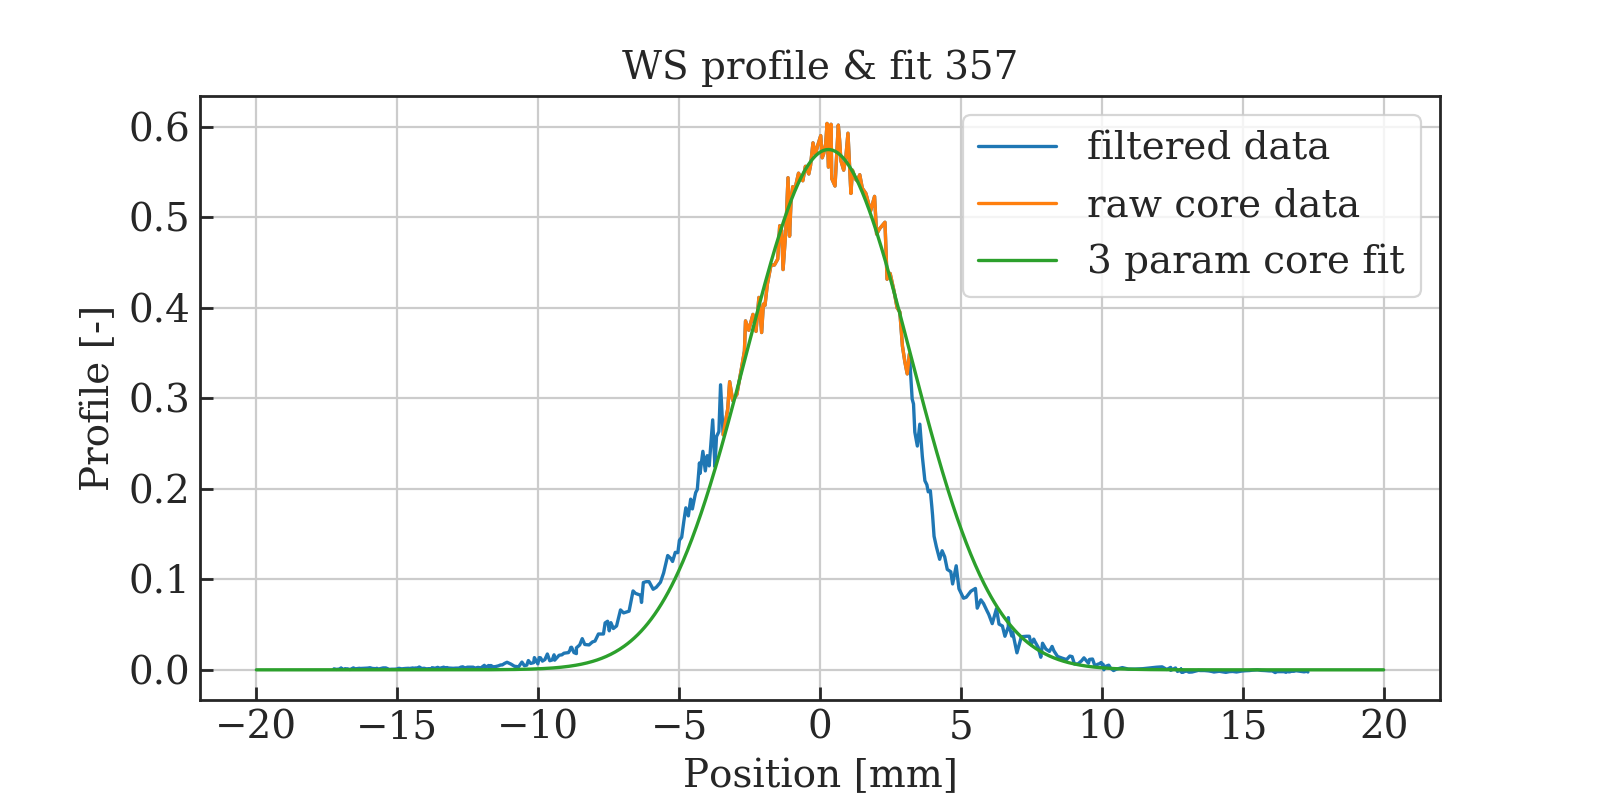 WS profile & fit 357
filtered data
raw core data
3 param core fit
Profile [-]
0.6
0.5
0.4
0.3
0.2
0.1
0.0
−20 −15 −10 −5 0 5 10 15 20
Position [mm]